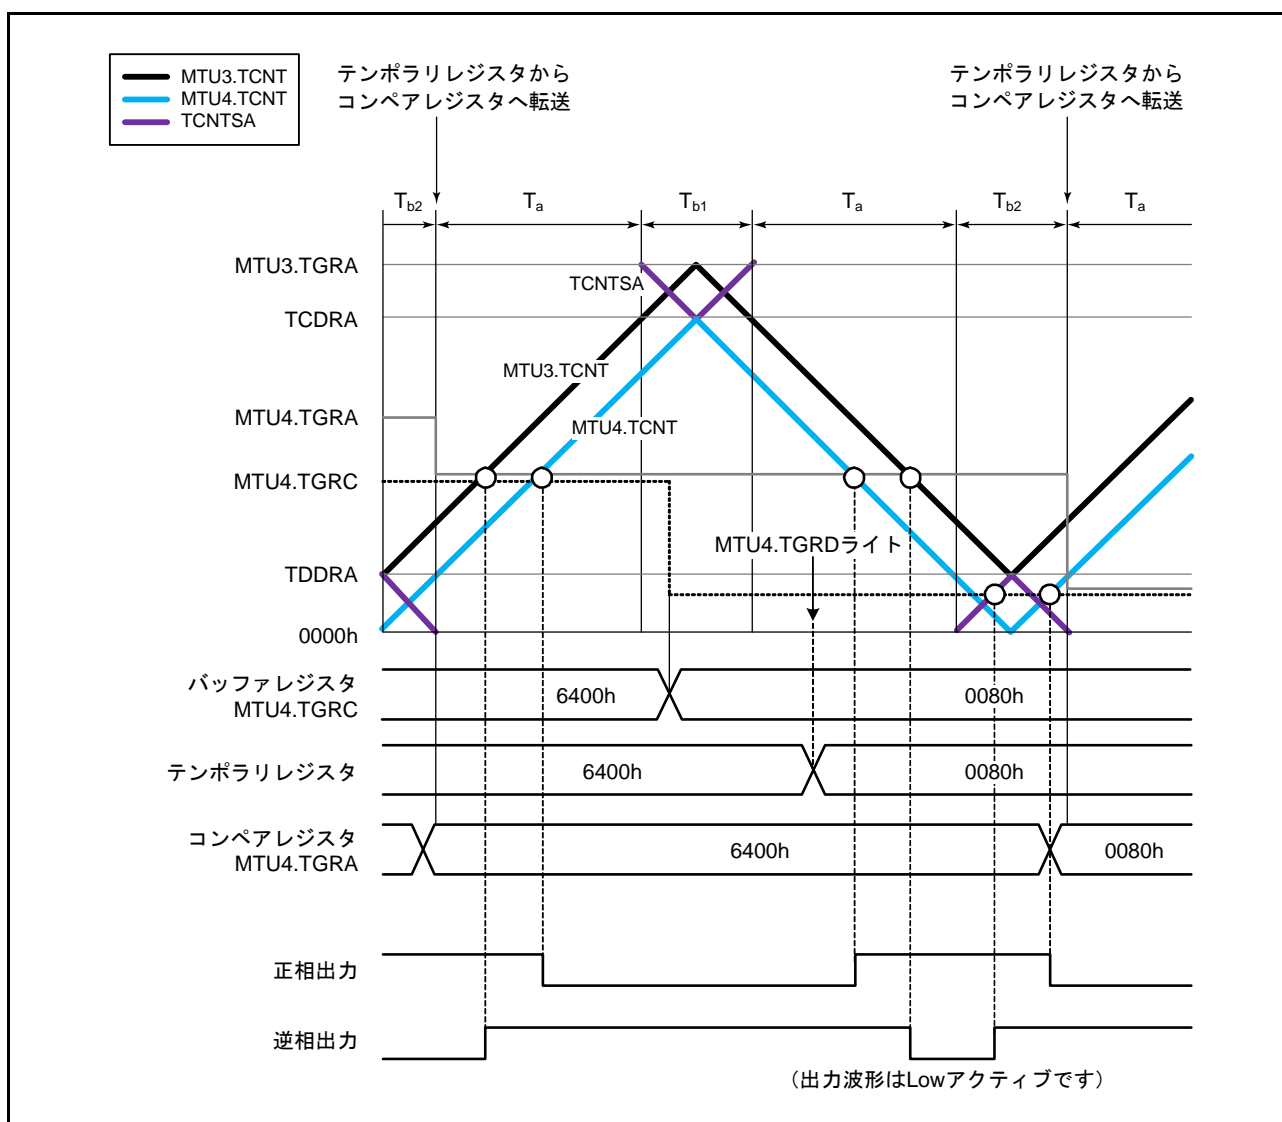 MTU3.TCNT
MTU4.TCNT
TCNTSA
テンポラリレジスタから
コンペアレジスタへ転送
テンポラリレジスタから
コンペアレジスタへ転送
Tb2
Ta
Tb1
Ta
Tb2
Ta
MTU3.TGRA
TCNTSA
TCDRA
MTU3.TCNT
MTU4.TGRA
MTU4.TCNT
MTU4.TGRC
MTU4.TGRDライト
TDDRA
0000h
バッファレジスタ
MTU4.TGRC
6400h
0080h
テンポラリレジスタ
6400h
0080h
コンペアレジスタ
MTU4.TGRA
6400h
0080h
正相出力
逆相出力
（出力波形はLowアクティブです）